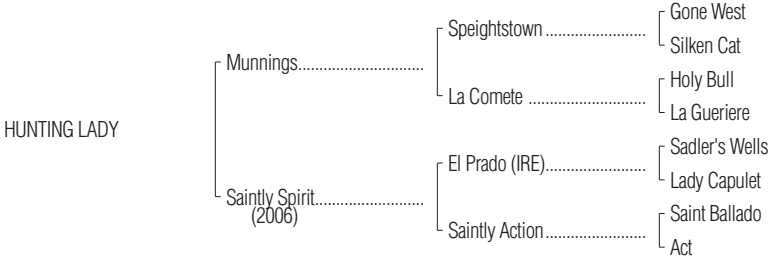 Gone West
Speightstown
Silken Cat
Munnings
Holy Bull
La Comete
La Gueriere
HUNTING LADY
Sadler's Wells
El Prado (IRE)
Lady Capulet
Saintly Spirit
(2006)
Saint Ballado
Saintly Action
Act